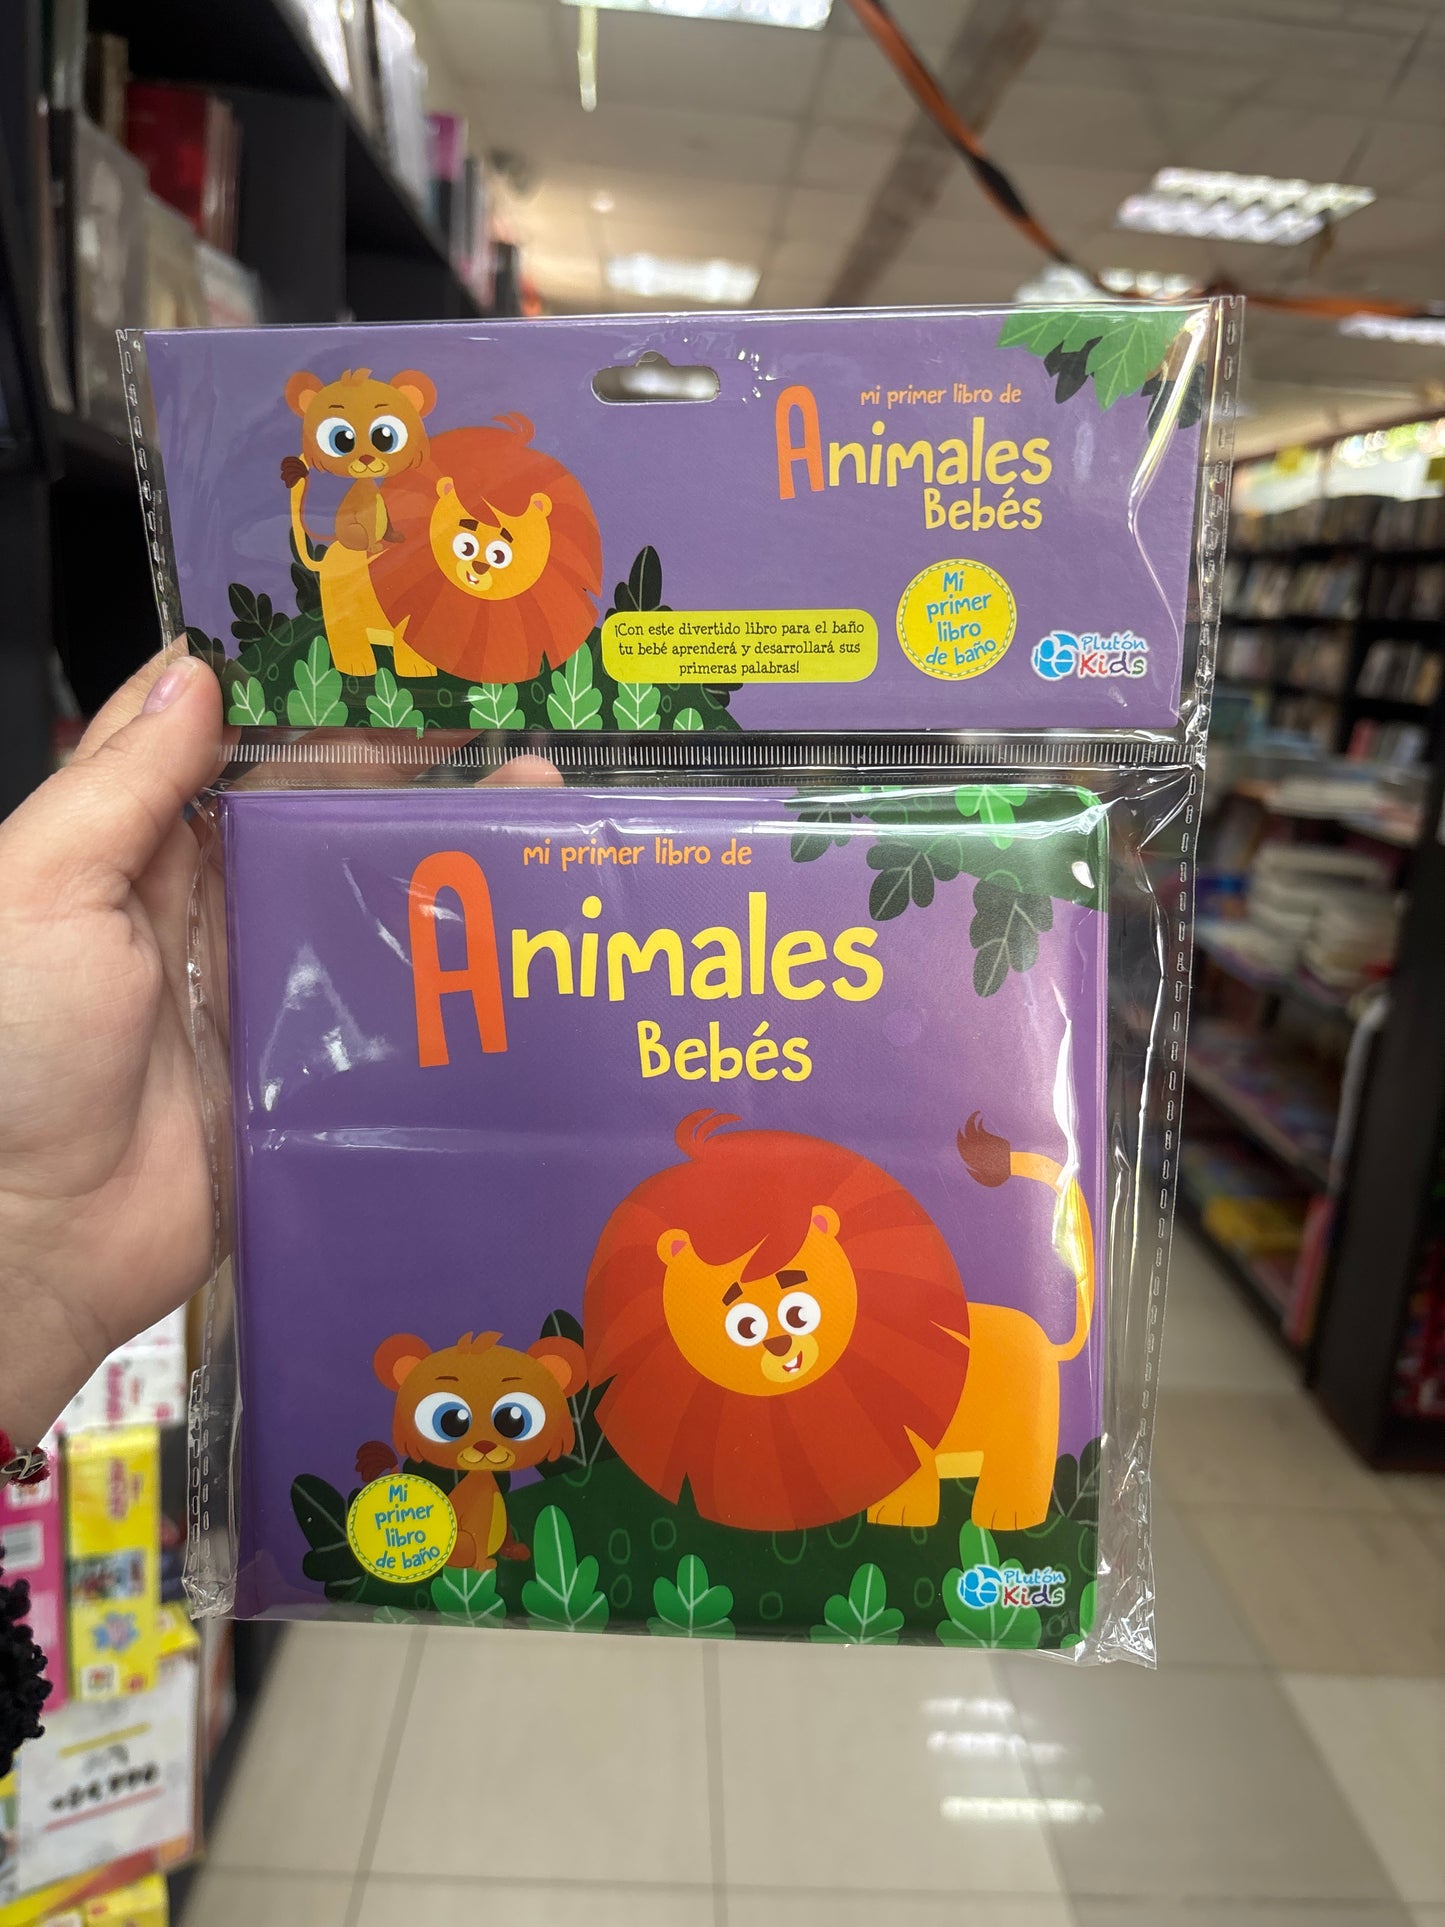 mi primer libro de
Animales
Bebés
¡Con este divertido libro para el baño
tu bebé aprenderá y desarrollará sus
primeras palabras!
Mi
primer
libro
de baño
Plutón
Kids
mi primer libro de
Animales
Bebés
Mi
primer
libro
de baño
Plutón
Kids